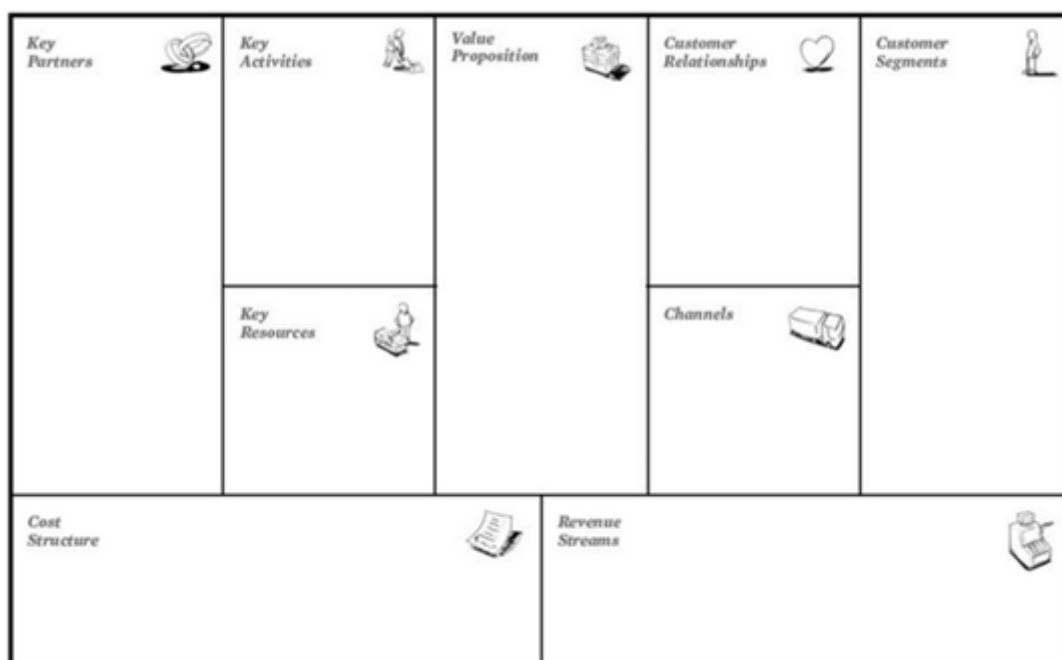 Key
Partners
Key
Activities
Value
Proposition
Customer
Relationships
Customer
Segments
Key
Resources
Channels
Cost
Structure
Revenue
Streams